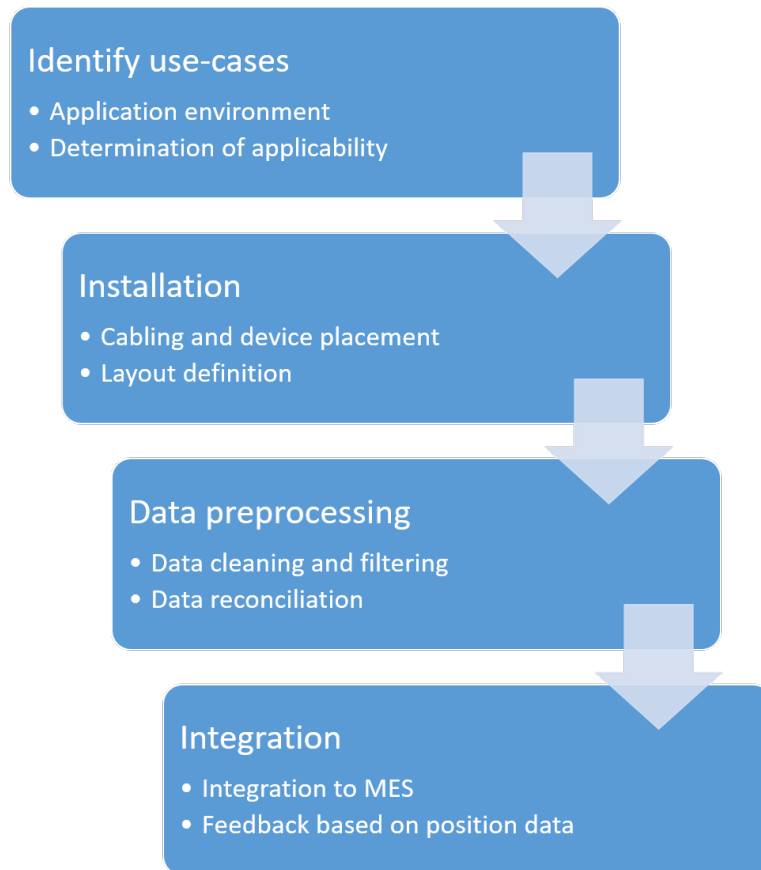 Identify use-cases
• Application environment
• Determination of applicability
Installation
• Cabling and device placement
• Layout definition
Data preprocessing
• Data cleaning and filtering
• Data reconciliation
Integration
• Integration to MES
• Feedback based on position data